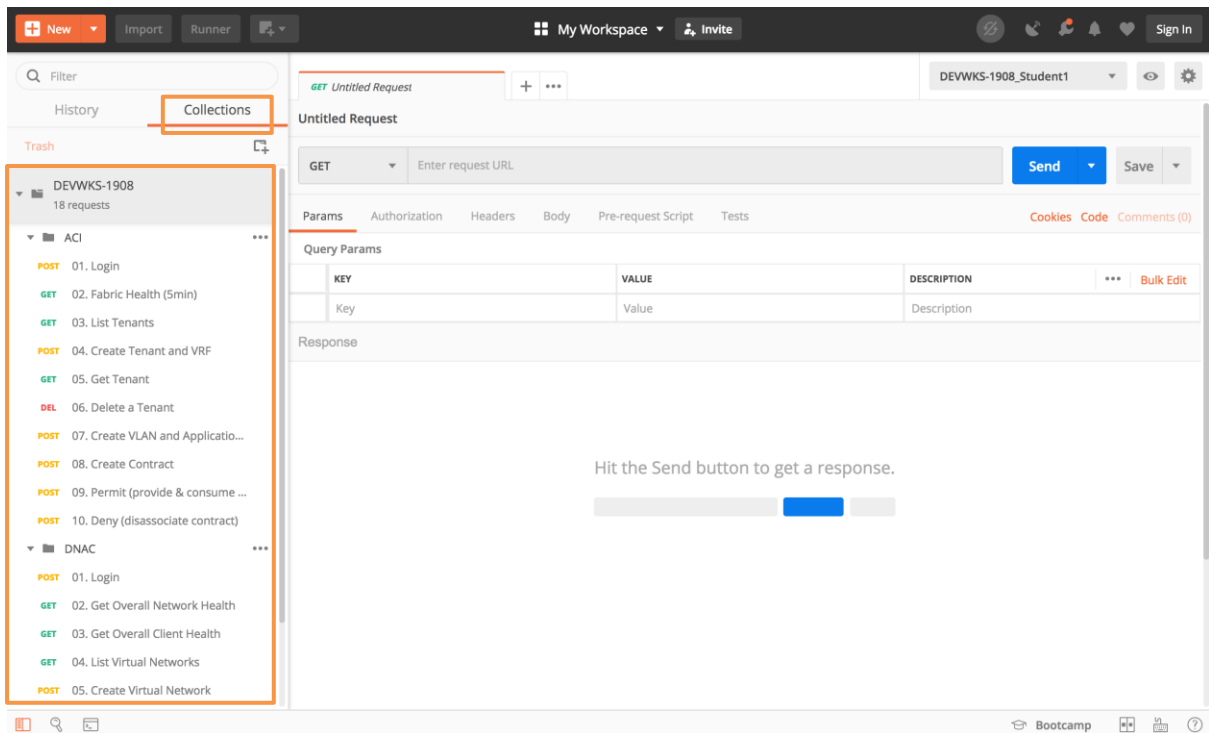 New Import Runner My Workspace Invite Sign In
Filter
History Collections
Trash
DEVWKS-1908
18 requests
ACI
POST 01. Login
GET 02. Fabric Health (5min)
GET 03. List Tenants
POST 04. Create Tenant and VRF
GET 05. Get Tenant
DEL 06. Delete a Tenant
POST 07. Create VLAN and Applicatio...
POST 08. Create Contract
POST 09. Permit (provide & consume ...
POST 10. Deny (disassociate contract)
DNAC
POST 01. Login
GET 02. Get Overall Network Health
GET 03. Get Overall Client Health
GET 04. List Virtual Networks
POST 05. Create Virtual Network
GET Untitled Request
DEVWKS-1908_Student1
Untitled Request
GET Enter request URL Send Save
Params Authorization Headers Body Pre-request Script Tests Cookies Code Comments (0)
Query Params
KEY VALUE DESCRIPTION Bulk Edit
Key Value Description
Response
Hit the Send button to get a response.
Bootcamp